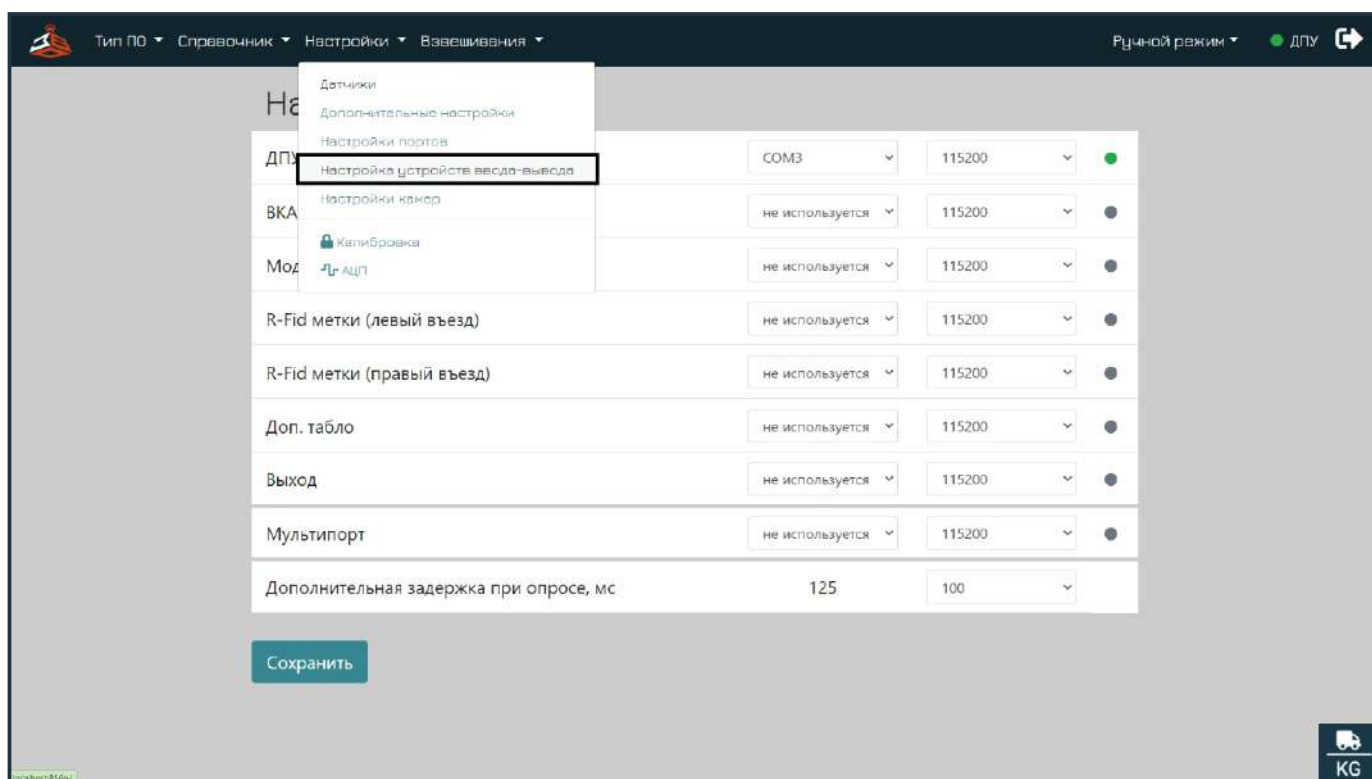 Тип ПО Справочник Настройки Взвешивания Ручной режим ДПУ
Датчики
На
Дополнительные настройки
Настройки портов
ДПУ COM3 115200
Настройка устройств ввода-вывода
Настройки камер
ВКА не используется 115200
Калибровка
Мод не используется 115200
АЦП
R-Fid метки (левый въезд) не используется 115200
R-Fid метки (правый въезд) не используется 115200
Доп. табло не используется 115200
Выход не используется 115200
Мультипорт не используется 115200
Дополнительная задержка при опросе, мс 125 100
Сохранить
KG